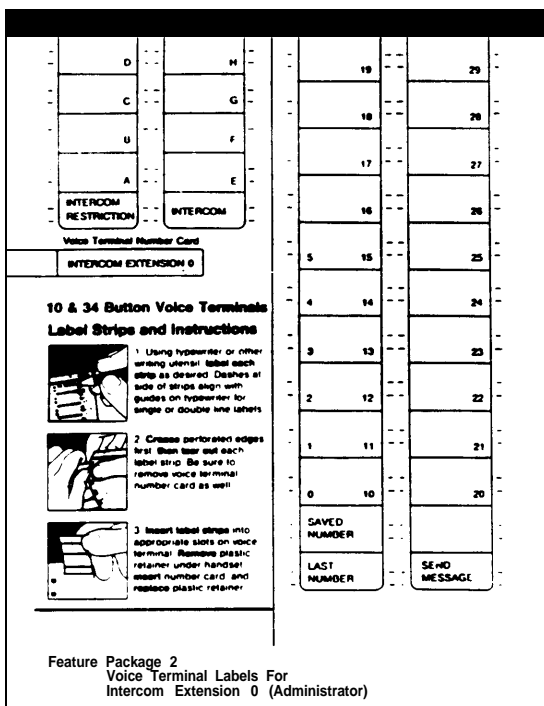 D H
C G
B F
A E
INTERCOM RESTRICTION
INTERCOM
Voice Terminal Number Card
INTERCOM EXTENSION 0
10 & 34 Button Voice Terminals
Label Strips and Instructions
1 Using typewriter or other
writing utensil label each
strip as desired. Dashes at
side of strips align with
guides on typewriter for
single or double line labels
2 Crease perforated edges
first then tear out each
label strip. Be sure to
remove voice terminal
number card as well
3 Insert label strips into
appropriate slots on voice
terminal. Remove plastic
retainer under handset
insert number card and
replace plastic retainer
19 29
18 28
17 27
16 26
5 15 25
4 14 24
3 13 23
2 12 22
1 11 21
0 10 20
SAVED
NUMBER
LAST
NUMBER
SEND
MESSAGE
Feature Package 2
Voice Terminal Labels For
Intercom Extension 0 (Administrator)